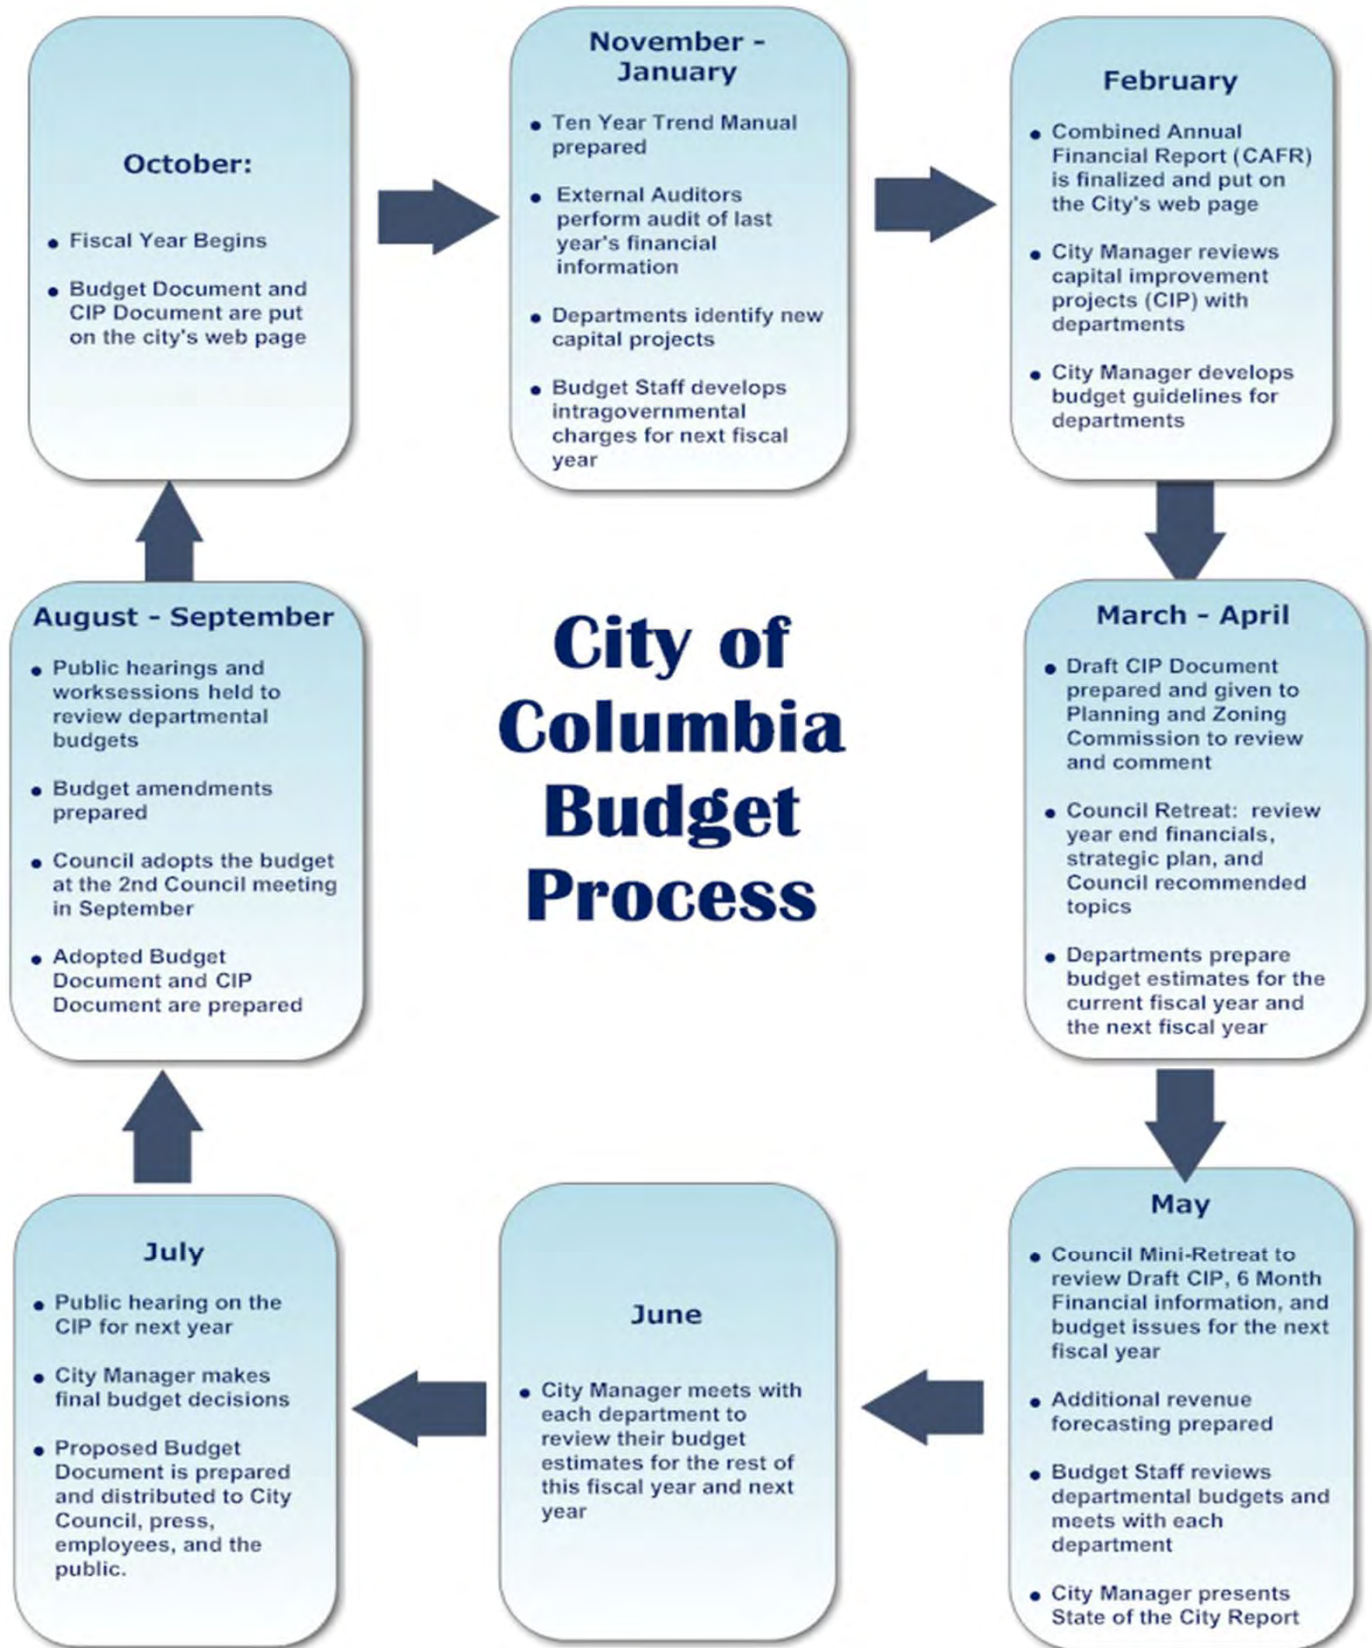 October:
• Fiscal Year Begins
• Budget Document and
CIP Document are put
on the city's web page
November -
January
• Ten Year Trend Manual
prepared
• External Auditors
perform audit of last
year's financial
information
• Departments identify new
capital projects
• Budget Staff develops
intragovernmental
charges for next fiscal
year
February
• Combined Annual
Financial Report (CAFR)
is finalized and put on
the City's web page
• City Manager reviews
capital improvement
projects (CIP) with
departments
• City Manager develops
budget guidelines for
departments
City of
Columbia
Budget
Process
March - April
• Draft CIP Document
prepared and given to
Planning and Zoning
Commission to review
and comment
• Council Retreat: review
year end financials,
strategic plan, and
Council recommended
topics
• Departments prepare
budget estimates for the
current fiscal year and
the next fiscal year
May
• Council Mini-Retreat to
review Draft CIP, 6 Month
Financial information, and
budget issues for the next
fiscal year
• Additional revenue
forecasting prepared
• Budget Staff reviews
departmental budgets and
meets with each
department
• City Manager presents
State of the City Report
June
• City Manager meets with
each department to
review their budget
estimates for the rest of
this fiscal year and next
year
July
• Public hearing on the
CIP for next year
• City Manager makes
final budget decisions
• Proposed Budget
Document is prepared
and distributed to City
Council, press,
employees, and the
public.
August - September
• Public hearings and
worksessions held to
review departmental
budgets
• Budget amendments
prepared
• Council adopts the budget
at the 2nd Council meeting
in September
• Adopted Budget
Document and CIP
Document are prepared